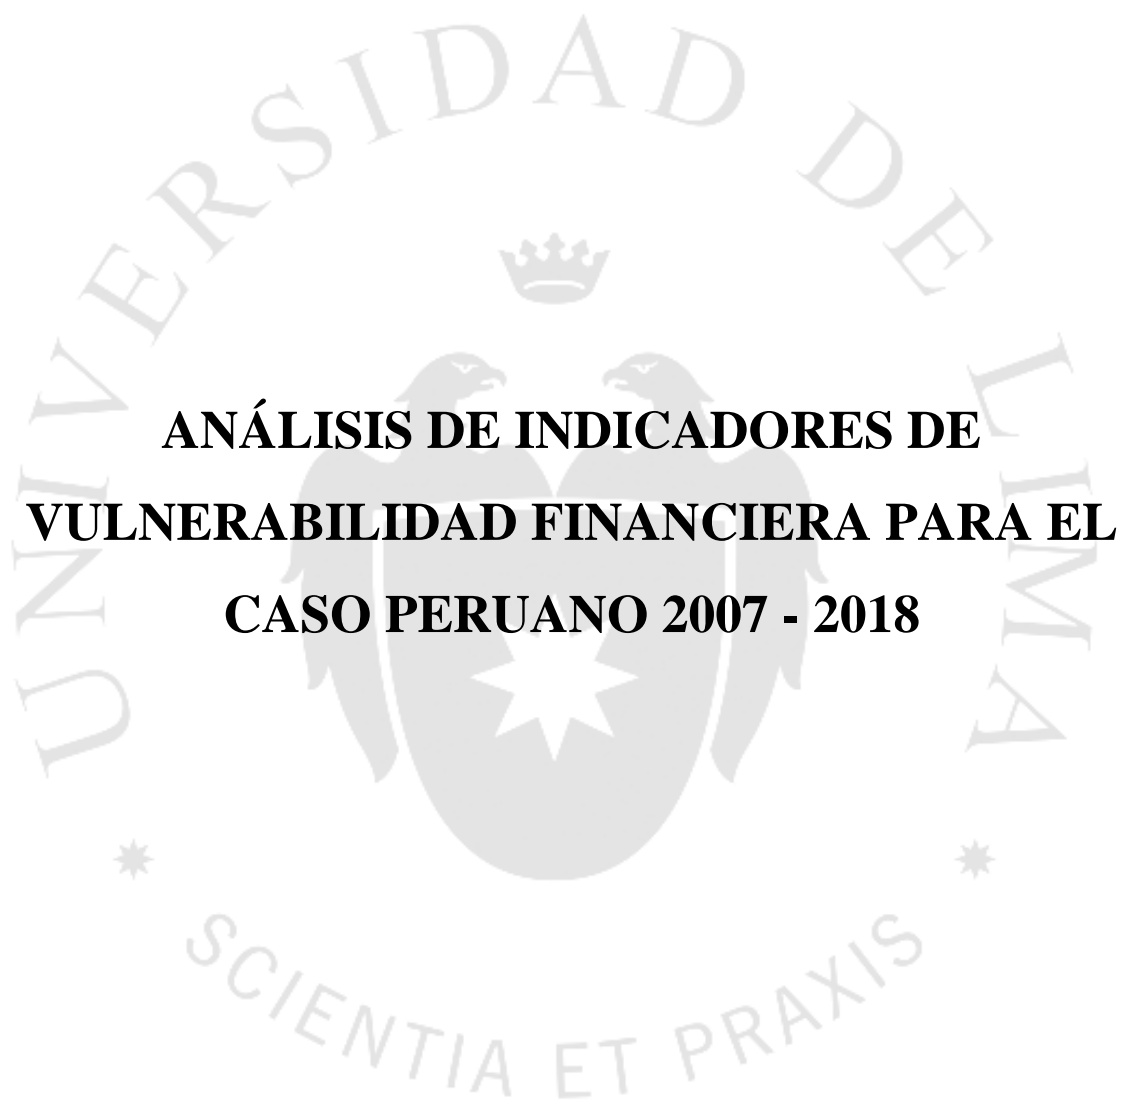 UNIVERSIDAD DE LIMA
ANÁLISIS DE INDICADORES DE
VULNERABILIDAD FINANCIERA PARA EL
CASO PERUANO 2007 - 2018
SCIENTIA ET PRAXIS